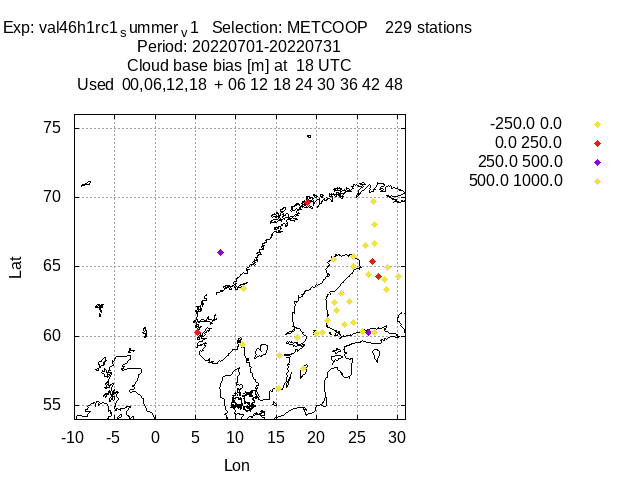 Exp: val46h1rc1summerv1   Selection: METCOOP    229 stations
Period: 20220701-20220731
Cloud base bias [m] at  18 UTC
Used  00,06,12,18  + 06 12 18 24 30 36 42 48
-250.0 0.0
0.0 250.0
250.0 500.0
500.0 1000.0
75
70
65
60
55
Lat
-10 -5 0 5 10 15 20 25 30
Lon